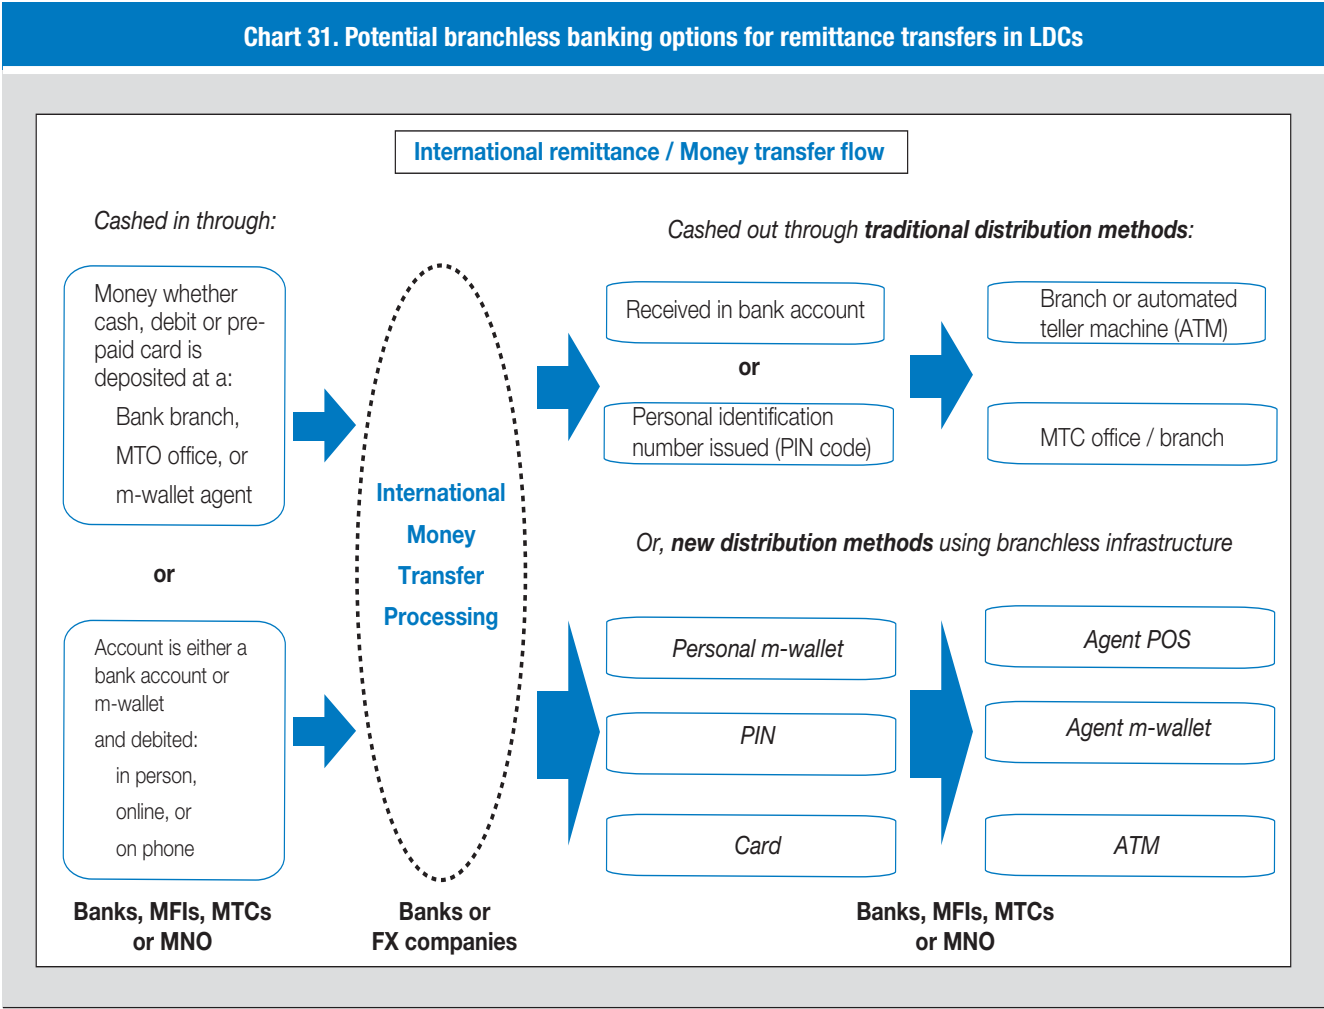 Chart 31. Potential branchless banking options for remittance transfers in LDCs
International remittance / Money transfer flow
Cashed in through:
Money whether
cash, debit or pre-
paid card is
deposited at a:
Bank branch,
MTO office, or
m-wallet agent
or
Account is either a
bank account or
m-wallet
and debited:
in person,
online, or
on phone
Banks, MFIs, MTCs
or MNO
International
Money
Transfer
Processing
Banks or
FX companies
Cashed out through traditional distribution methods:
Received in bank account
or
Personal identification
number issued (PIN code)
Branch or automated
teller machine (ATM)
MTC office / branch
Or, new distribution methods using branchless infrastructure
Personal m-wallet
PIN
Card
Agent POS
Agent m-wallet
ATM
Banks, MFIs, MTCs
or MNO